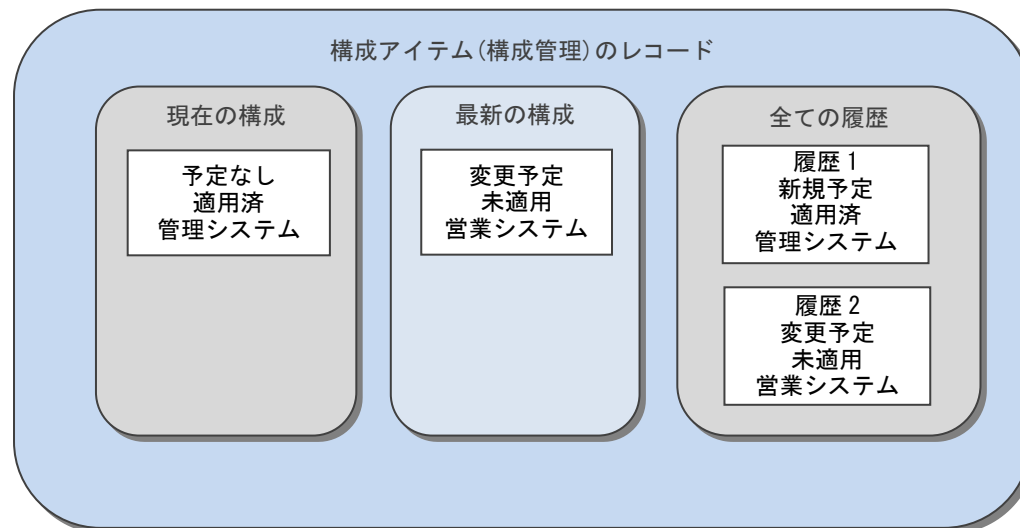 構成アイテム(構成管理)のレコード
現在の構成
予定なし
適用済
管理システム
最新の構成
変更予定
未適用
営業システム
全ての履歴
履歴1
新規予定
適用済
管理システム
履歴2
変更予定
未適用
営業システム